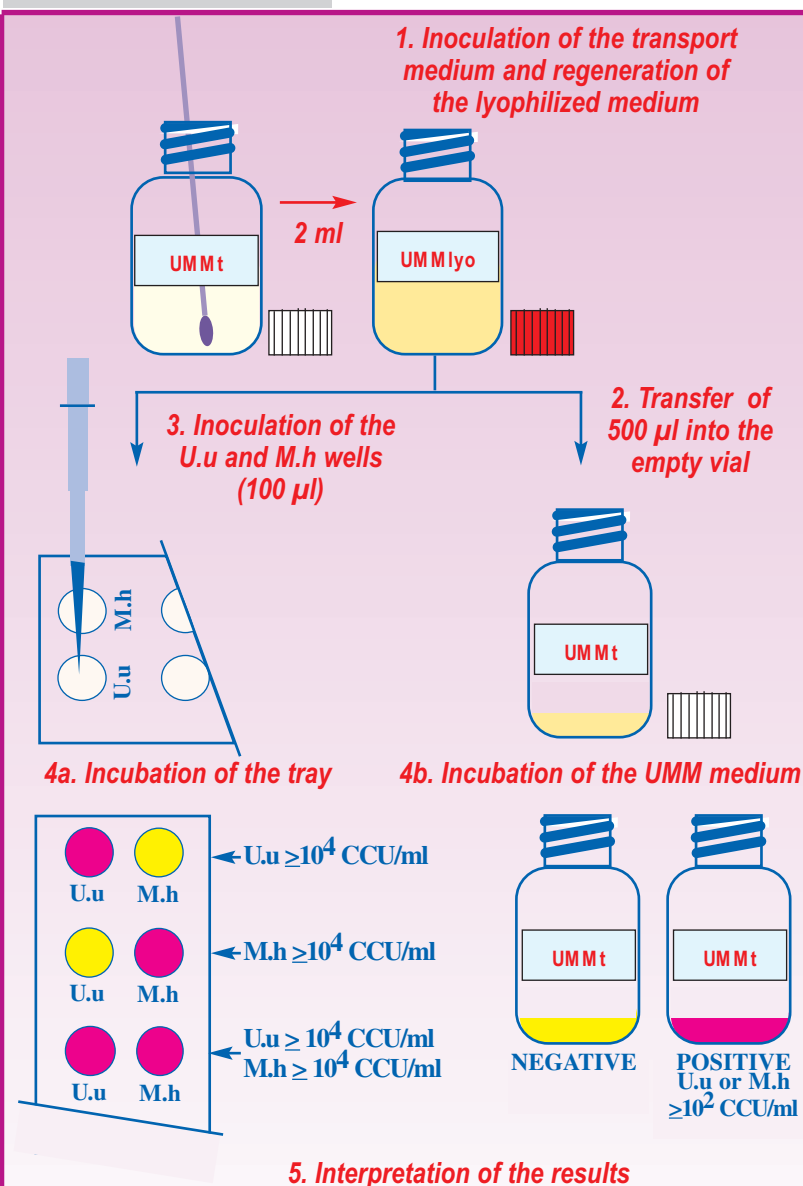 1. Inoculation of the transport
medium and regeneration of
the lyophilized medium
UMMt
2 ml
UMMlyo
3. Inoculation of the
U.u and M.h wells
(100 µl)
2. Transfer of
500 µl into the
empty vial
M.h
U.u
UMMt
4a. Incubation of the tray
4b. Incubation of the UMM medium
U.u M.h
U.u ≥10⁴ CCU/ml
U.u M.h
M.h ≥10⁴ CCU/ml
U.u M.h
U.u ≥ 10⁴ CCU/ml
M.h ≥ 10⁴ CCU/ml
UMMt
NEGATIVE
UMMt
POSITIVE
U.u or M.h
≥10² CCU/ml
5. Interpretation of the results